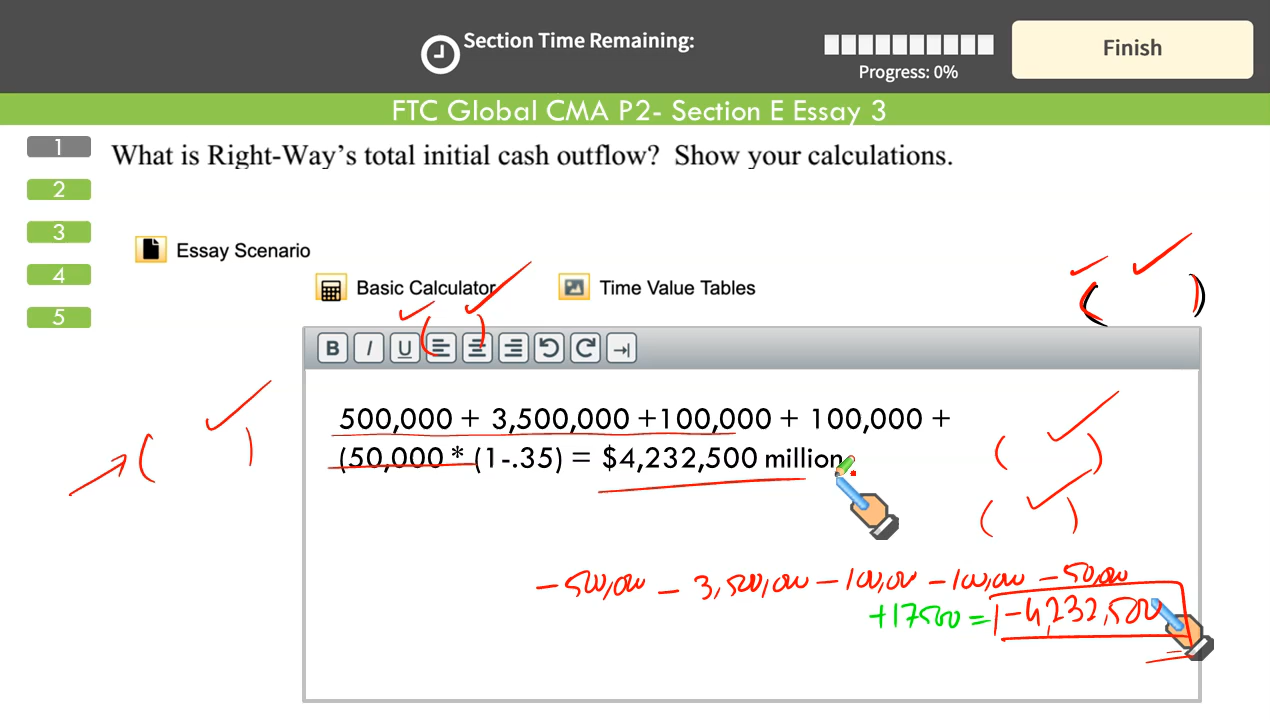 Section Time Remaining:
Progress: 0%
Finish
FTC Global CMA P2- Section E Essay 3
1
What is Right-Way's total initial cash outflow? Show your calculations.
2
3
4
5
Essay Scenario
Basic Calculator
Time Value Tables
B I U
500,000 + 3,500,000 +100,000 + 100,000 +
(50,000 * (1-.35) = $4,232,500 million
- 500,000 - 3,500,000 - 100,000 - 100,000 - 50,000
+17500 = - 4,232,500